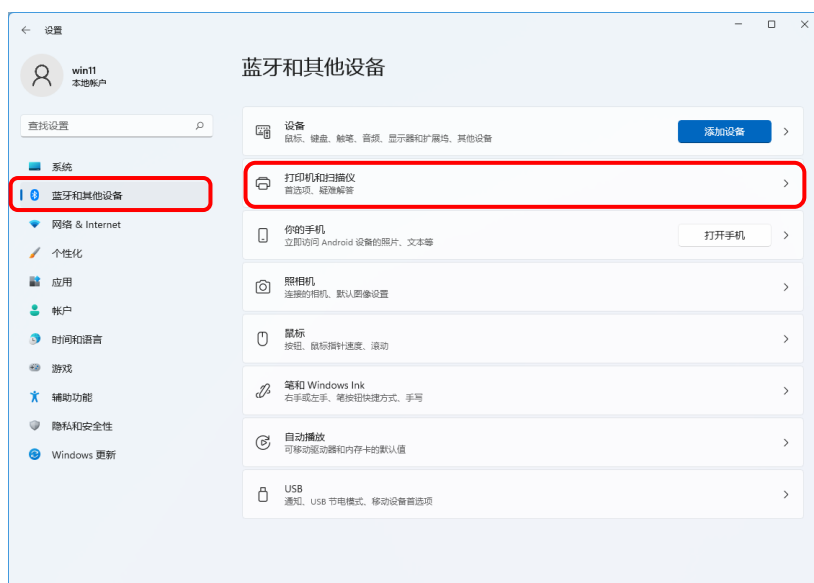 设置
win11
本地帐户
查找设置
系统
蓝牙和其他设备
网络 & Internet
个性化
应用
帐户
时间和语言
游戏
辅助功能
隐私和安全性
Windows 更新
蓝牙和其他设备
设备
鼠标、键盘、触笔、音频、显示器和扩展坞、其他设备
添加设备
打印机和扫描仪
首选项、疑难解答
你的手机
立即访问 Android 设备的照片、文本等
打开手机
照相机
连接的相机、默认图像设置
鼠标
按钮、鼠标指针速度、滚动
笔和 Windows Ink
右手或左手、笔按钮快捷方式、手写
自动播放
可移动驱动器和内存卡的默认值
USB
通知、USB 节电模式、移动设备首选项